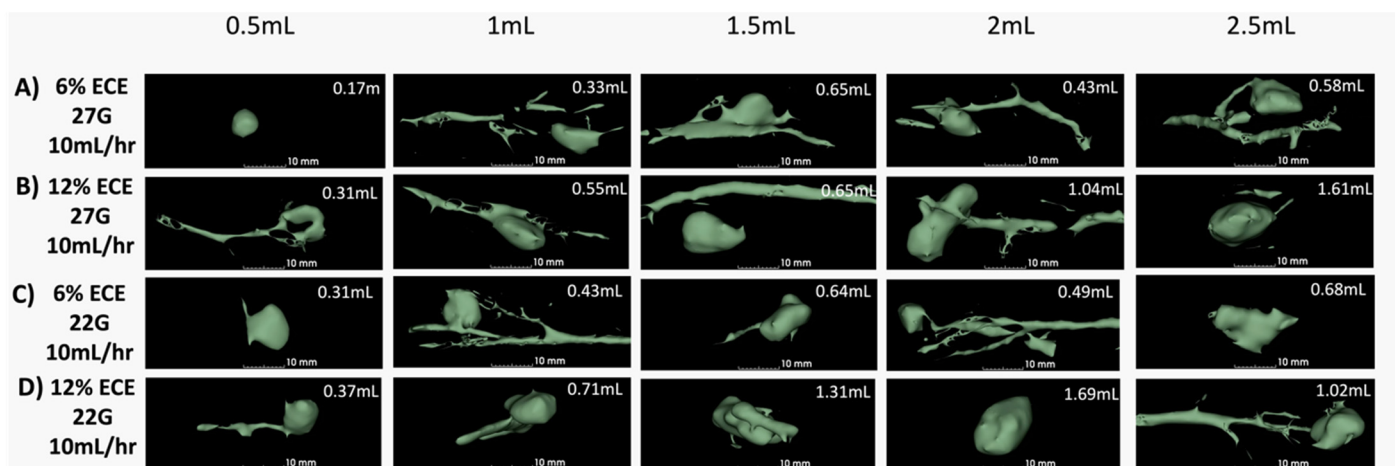 0.5mL 1mL 1.5mL 2mL 2.5mL
A) 6% ECE
27G
10mL/hr
0.17m 0.33mL 0.65mL 0.43mL 0.58mL
10 mm 10 mm 10 mm 10 mm 10 mm
B) 12% ECE
27G
10mL/hr
0.31mL 0.55mL 0.65mL 1.04mL 1.61mL
10 mm 10 mm 10 mm 10 mm 10 mm
C) 6% ECE
22G
10mL/hr
0.31mL 0.43mL 0.64mL 0.49mL 0.68mL
10 mm 10 mm 10 mm 10 mm 10 mm
D) 12% ECE
22G
10mL/hr
0.37mL 0.71mL 1.31mL 1.69mL 1.02mL
10 mm 10 mm 10 mm 10 mm 10 mm